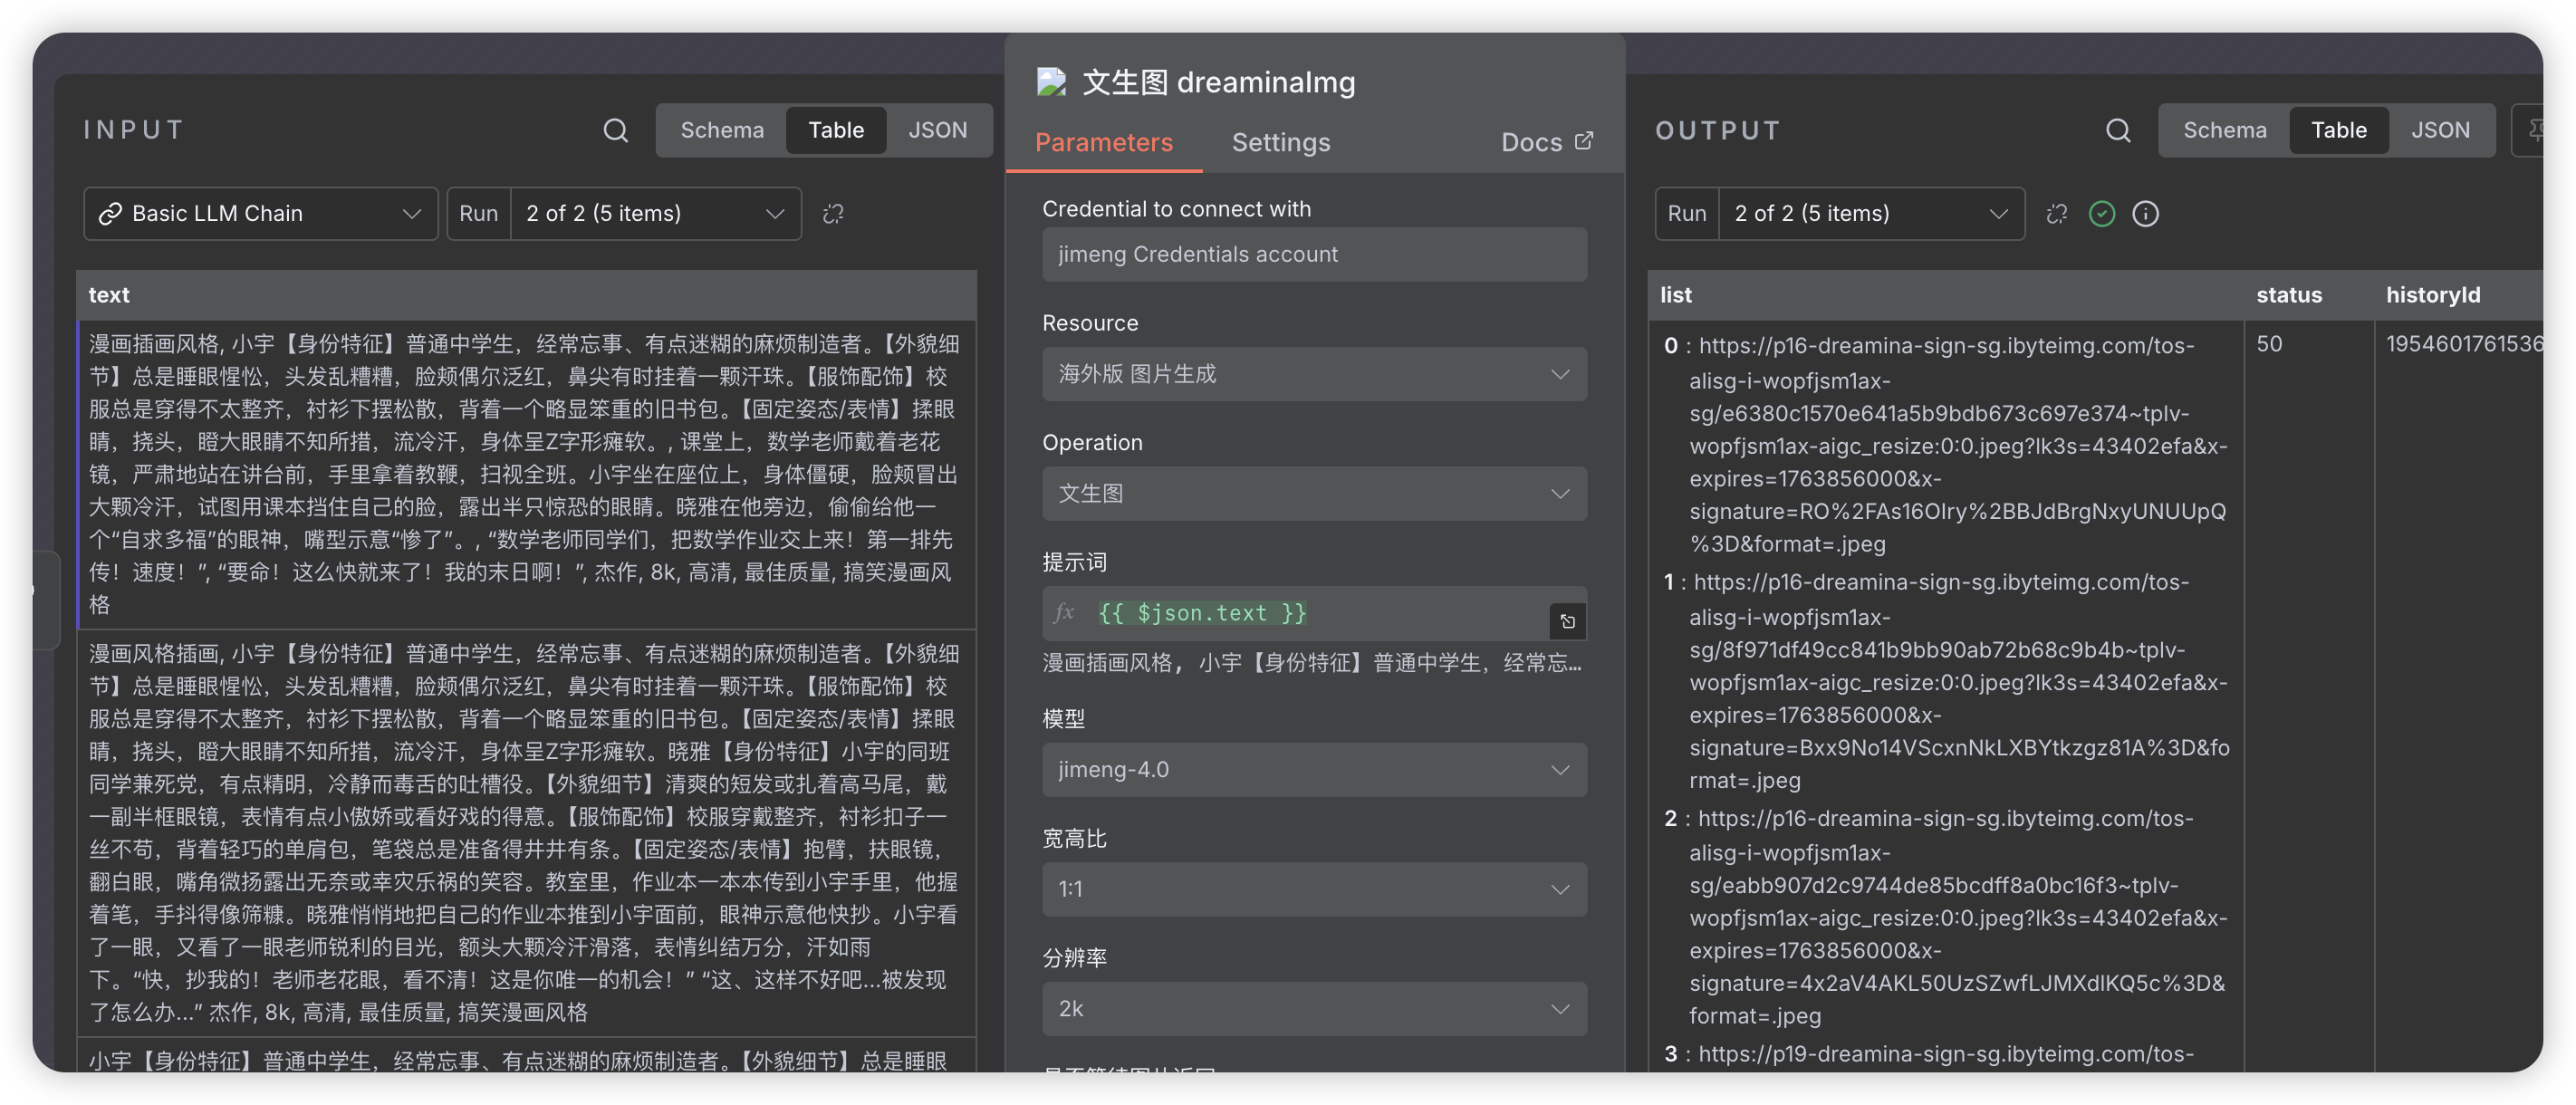 INPUT
Schema
Table
JSON
Basic LLM Chain
Run
2 of 2 (5 items)
text
漫画插画风格, 小宇【身份特征】普通中学生，经常忘事、有点迷糊的麻烦制造者。【外貌细
节】总是睡眼惺忪，头发乱糟糟，脸颊偶尔泛红，鼻尖有时挂着一颗汗珠。【服饰配饰】校
服总是穿得不太整齐，衬衫下摆松散，背着一个略显笨重的旧书包。【固定姿态/表情】揉眼
睛，挠头，瞪大眼睛不知所措，流冷汗，身体呈Z字形瘫软。, 课堂上，数学老师戴着老花
镜，严肃地站在讲台前，手里拿着教鞭，扫视全班。小宇坐在座位上，身体僵硬，脸颊冒出
大颗冷汗，试图用课本挡住自己的脸，露出半只惊恐的眼睛。晓雅在他旁边，偷偷给他一
个“自求多福”的眼神，嘴型示意“惨了”。, “数学老师同学们，把数学作业交上来！第一排先
传！速度！”, “要命！这么快就来了！我的末日啊！”, 杰作, 8k, 高清, 最佳质量, 搞笑漫画风
格
漫画风格插画, 小宇【身份特征】普通中学生，经常忘事、有点迷糊的麻烦制造者。【外貌细
节】总是睡眼惺忪，头发乱糟糟，脸颊偶尔泛红，鼻尖有时挂着一颗汗珠。【服饰配饰】校
服总是穿得不太整齐，衬衫下摆松散，背着一个略显笨重的旧书包。【固定姿态/表情】揉眼
睛，挠头，瞪大眼睛不知所措，流冷汗，身体呈Z字形瘫软。晓雅【身份特征】小宇的同班
同学兼死党，有点精明，冷静而毒舌的吐槽役。【外貌细节】清爽的短发或扎着高马尾，戴
一副半框眼镜，表情有点小傲娇或看好戏的得意。【服饰配饰】校服穿戴整齐，衬衫扣子一
丝不苟，背着轻巧的单肩包，笔袋总是准备得井井有条。【固定姿态/表情】抱臂，扶眼镜，
翻白眼，嘴角微扬露出无奈或幸灾乐祸的笑容。教室里，作业本一本本传到小宇手里，他握
着笔，手抖得像筛糠。晓雅悄悄地把自己的作业本推到小宇面前，眼神示意他快抄。小宇看
了一眼，又看了一眼老师锐利的目光，额头大颗冷汗滑落，表情纠结万分，汗如雨
下。“快，抄我的！老师老花眼，看不清！这是你唯一的机会！” “这、这样不好吧...被发现
了怎么办...” 杰作, 8k, 高清, 最佳质量, 搞笑漫画风格
小宇【身份特征】普通中学生，经常忘事、有点迷糊的麻烦制造者。【外貌细节】总是睡眼
文生图 dreaminaImg
Parameters
Settings
Docs
Credential to connect with
jimeng Credentials account
Resource
海外版 图片生成
Operation
文生图
提示词
fx {{ $json.text }}
漫画插画风格, 小宇【身份特征】普通中学生，经常忘...
模型
jimeng-4.0
宽高比
1:1
分辨率
2k
是否等待图片返回
OUTPUT
Schema
Table
JSON
Run
2 of 2 (5 items)
list
status
historyId
0 : https://p16-dreamina-sign-sg.ibyteimg.com/tos-
alisg-i-wopfjsm1ax-
sg/e6380c1570e641a5b9bdb673c697e374~tplv-
wopfjsm1ax-aigc_resize:0:0.jpeg?lk3s=43402efa&x-
expires=1763856000&x-
signature=RO%2FAs16OIry%2BBJdBrgNxyUNUUpQ
%3D&format=.jpeg
50
1954601761536
1 : https://p16-dreamina-sign-sg.ibyteimg.com/tos-
alisg-i-wopfjsm1ax-
sg/8f971df49cc841b9bb90ab72b68c9b4b~tplv-
wopfjsm1ax-aigc_resize:0:0.jpeg?lk3s=43402efa&x-
expires=1763856000&x-
signature=Bxx9No14VScxnNkLXBYtkzgz81A%3D&fo
rmat=.jpeg
2 : https://p16-dreamina-sign-sg.ibyteimg.com/tos-
alisg-i-wopfjsm1ax-
sg/eabb907d2c9744de85bcdff8a0bc16f3~tplv-
wopfjsm1ax-aigc_resize:0:0.jpeg?lk3s=43402efa&x-
expires=1763856000&x-
signature=4x2aV4AKL50UzSZwfLJMXdlKQ5c%3D&
format=.jpeg
3 : https://p19-dreamina-sign-sg.ibyteimg.com/tos-